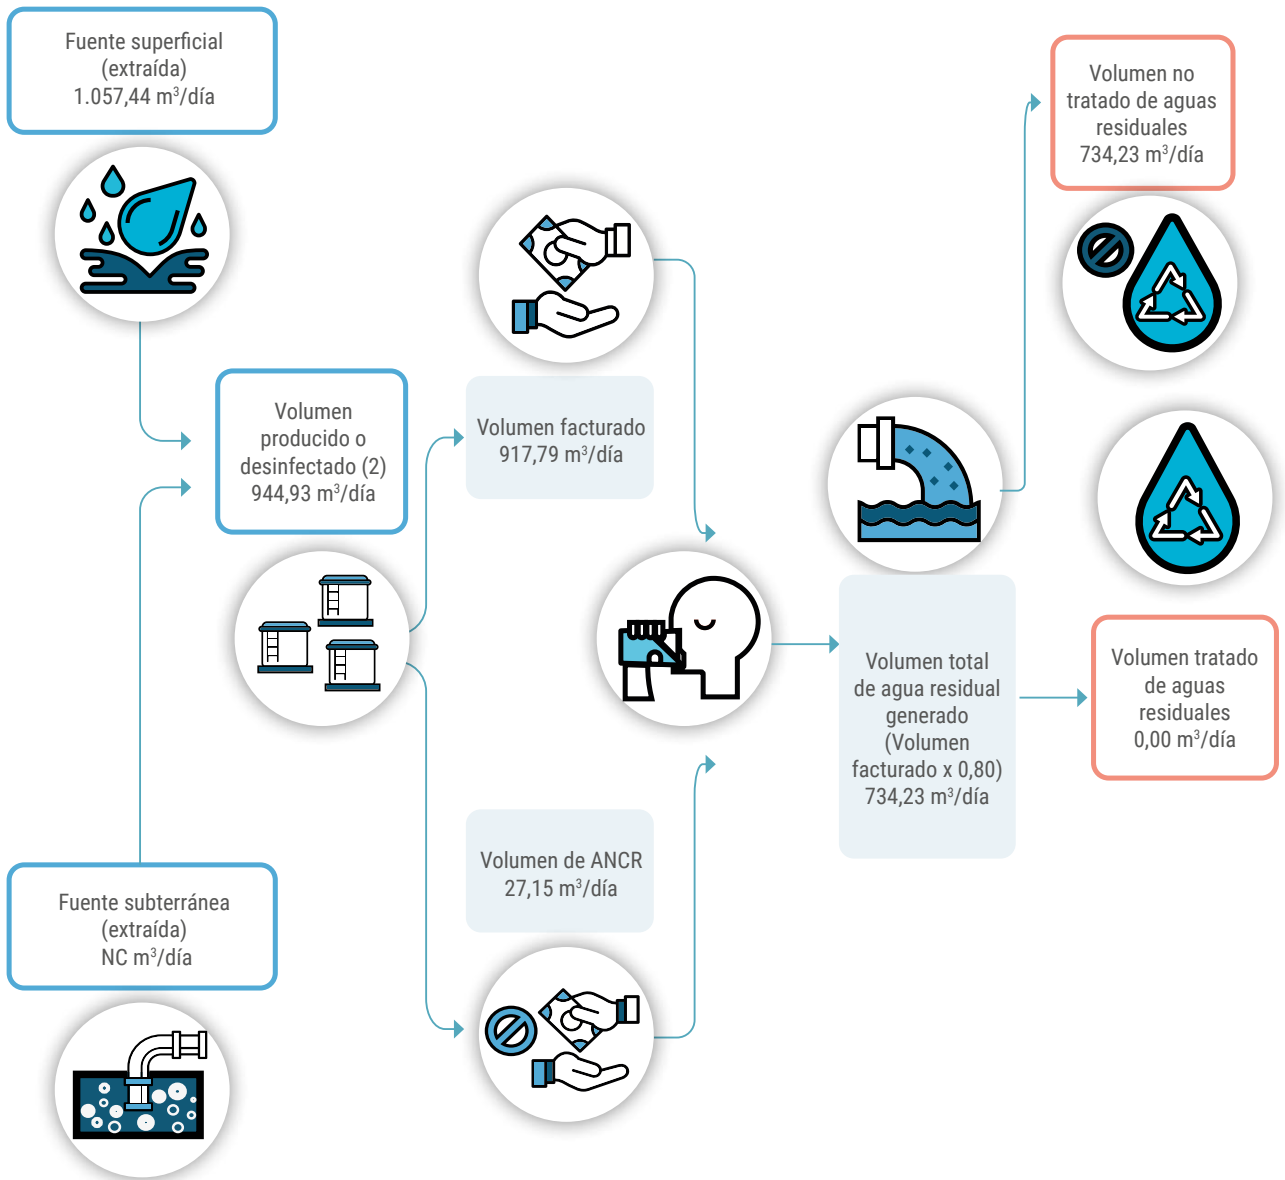 Fuente superficial
(extraída)
1.057,44 m³/día
Volumen no
tratado de aguas
residuales
734,23 m³/día
Volumen
producido o
desinfectado (2)
944,93 m³/día
Volumen facturado
917,79 m³/día
Volumen total
de agua residual
generado
(Volumen
facturado x 0,80)
734,23 m³/día
Volumen tratado
de aguas
residuales
0,00 m³/día
Volumen de ANCR
27,15 m³/día
Fuente subterránea
(extraída)
NC m³/día